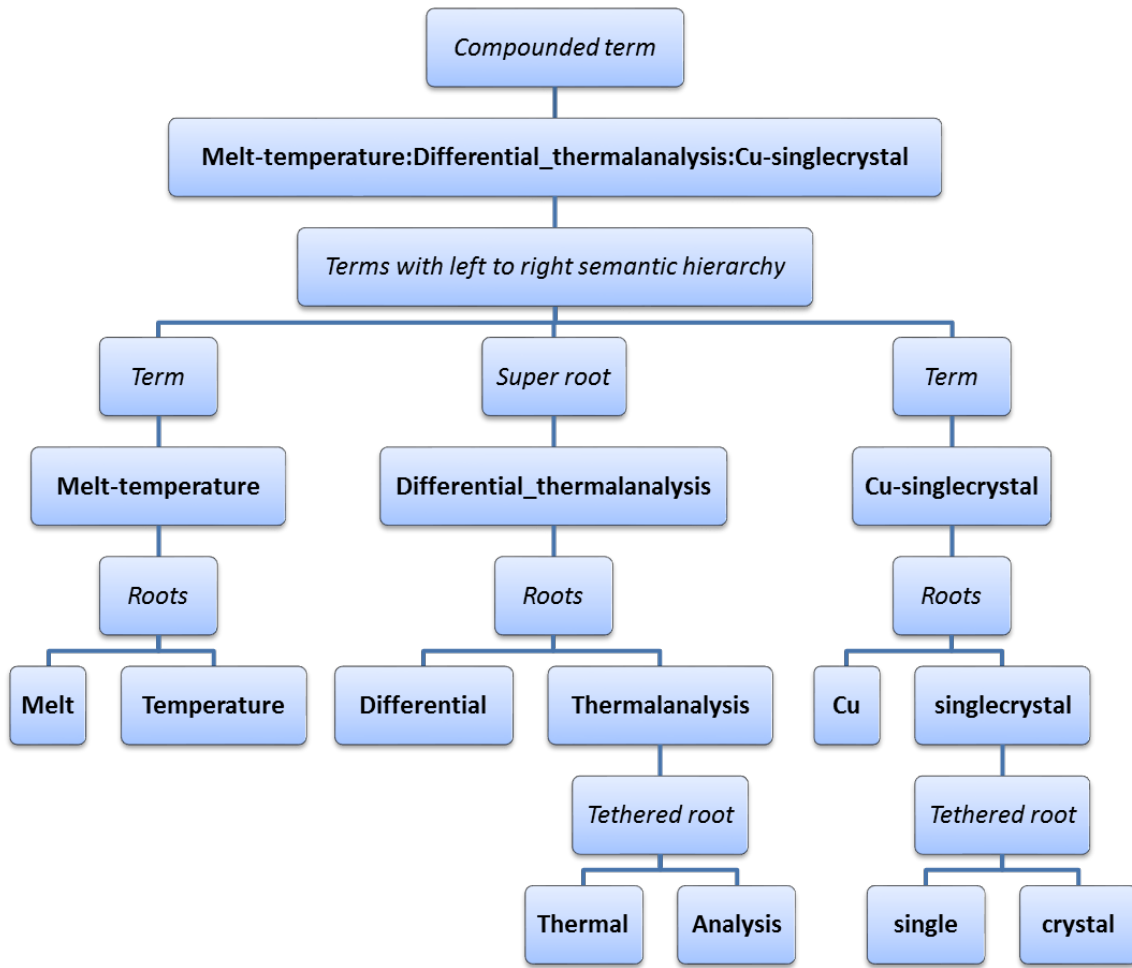 Compounded term
Melt-temperature:Differential_thermalanalysis:Cu-singlecrystal
Terms with left to right semantic hierarchy
Term
Super root
Term
Melt-temperature
Differential_thermalanalysis
Cu-singlecrystal
Roots
Roots
Roots
Melt
Temperature
Differential
Thermalanalysis
Cu
singlecrystal
Tethered root
Tethered root
Thermal
Analysis
single
crystal